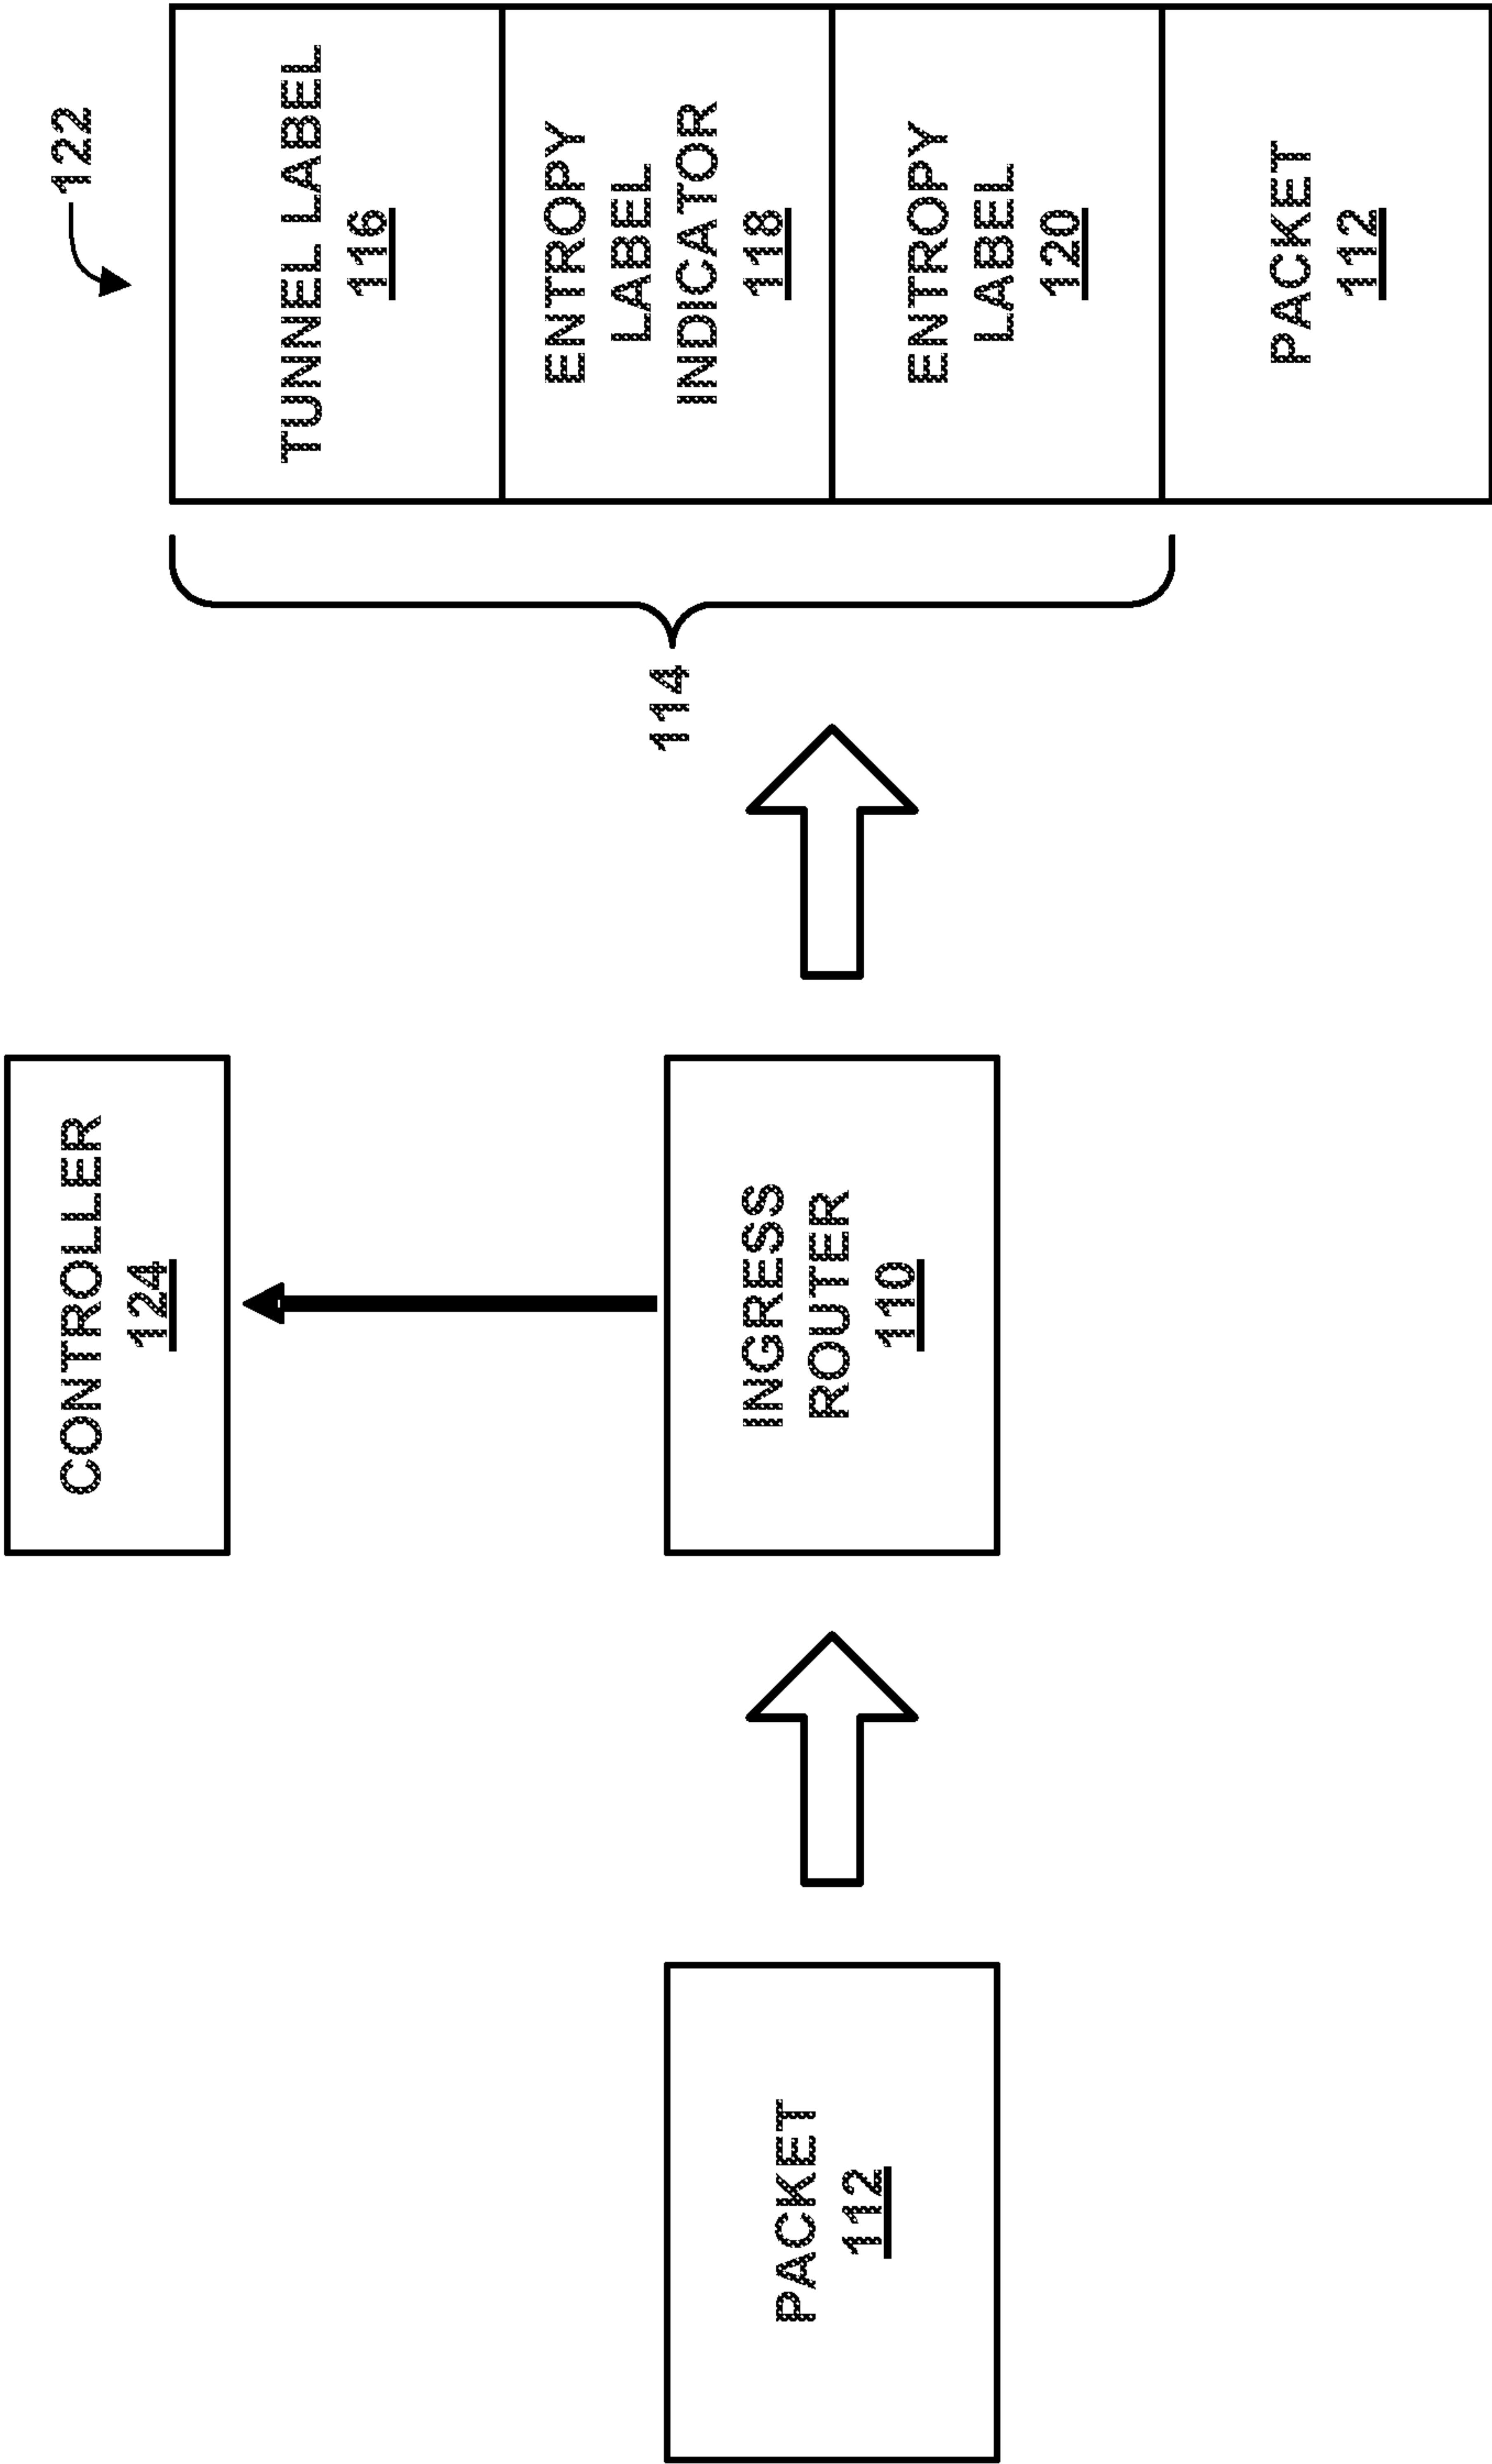 CONTROLLER
124
122
PACKET
112
INGRESS
ROUTER
110
114
TUNNEL LABEL
116
ENTROPY
LABEL
INDICATOR
118
ENTROPY
LABEL
120
PACKET
112